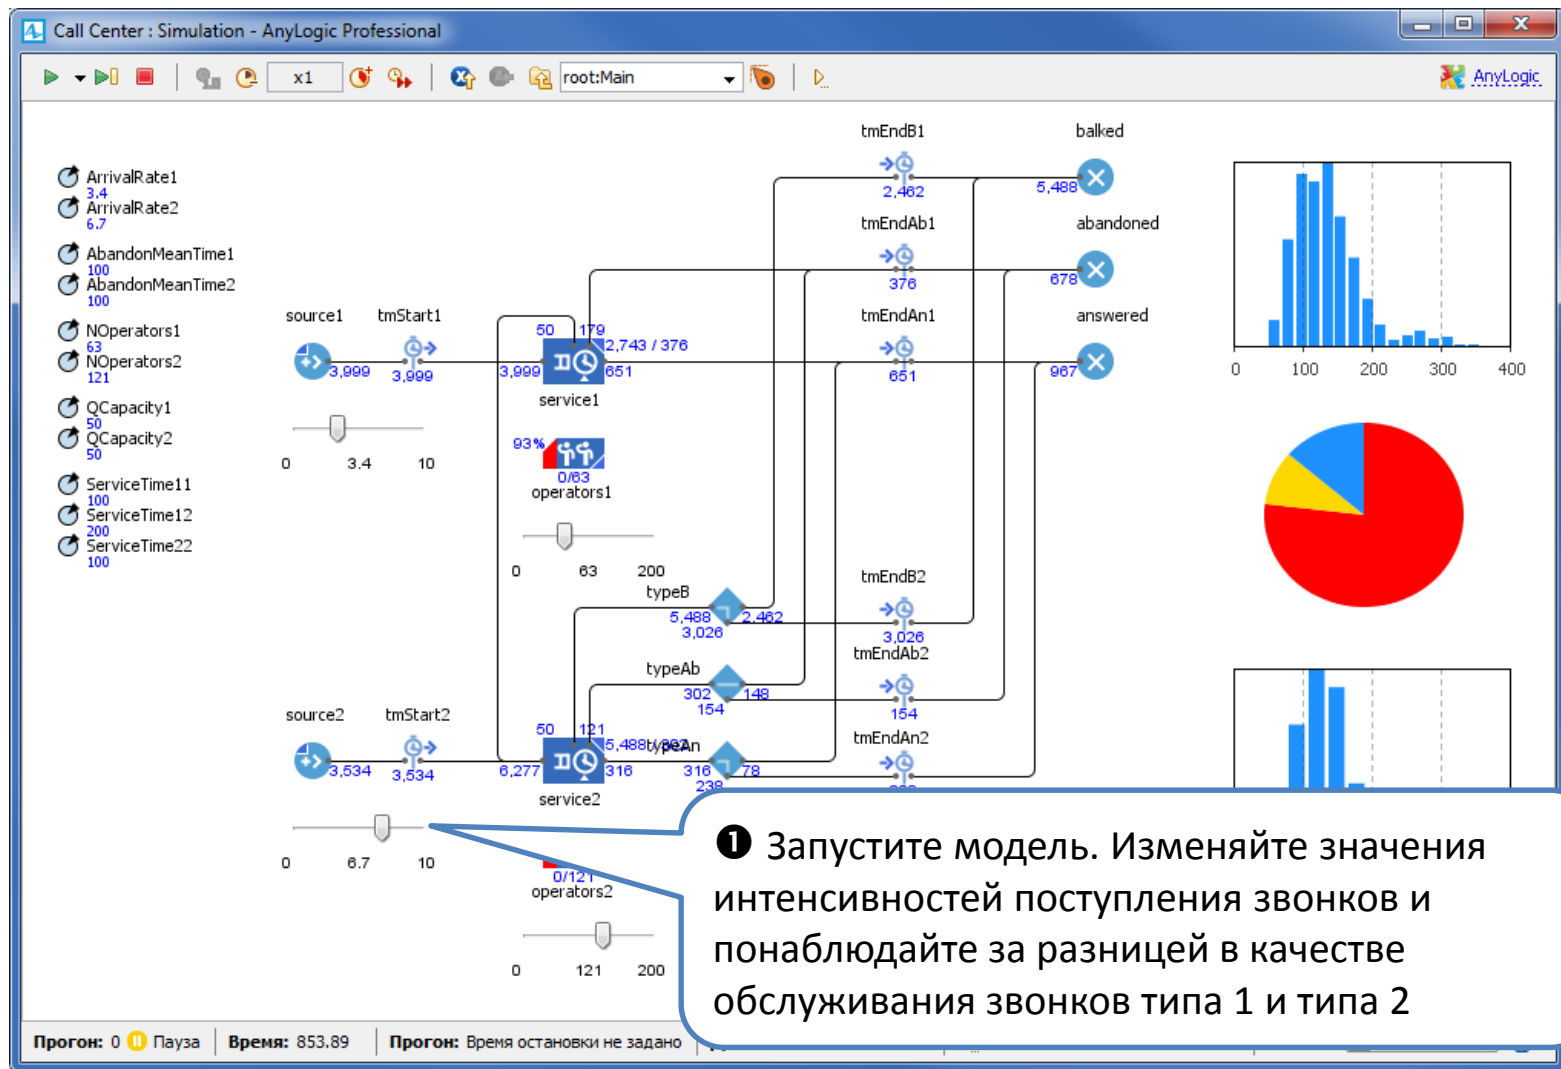 Call Center : Simulation - AnyLogic Professional
x1
root:Main
AnyLogic
ArrivalRate1
3.4
ArrivalRate2
6.7
AbandonMeanTime1
100
AbandonMeanTime2
100
NOperators1
63
NOperators2
121
QCapacity1
50
QCapacity2
50
ServiceTime11
100
ServiceTime12
200
ServiceTime22
100
tmEndB1
2,462
balked
5,488
tmEndAb1
376
abandoned
678
source1
3,999
tmStart1
3,999
50 179
2,743 / 376
3,999
651
service1
tmEndAn1
651
answered
967
0 3.4 10
93%
0/63
operators1
0 63 200
0 100 200 300 400
typeB
5,488 2,462
3,026
tmEndB2
3,026
typeAb
302 148
154
tmEndAb2
154
source2
3,534
tmStart2
3,534
50 121
6,277
316
service2
typeAn
316 78
238
tmEndAn2
0 6.7 10
0/121
operators2
0 121 200
❶ Запустите модель. Изменяйте значения
интенсивностей поступления звонков и
понаблюдайте за разницей в качестве
обслуживания звонков типа 1 и типа 2
Прогон: 0 Пауза Время: 853.89 Прогон: Время остановки не задано